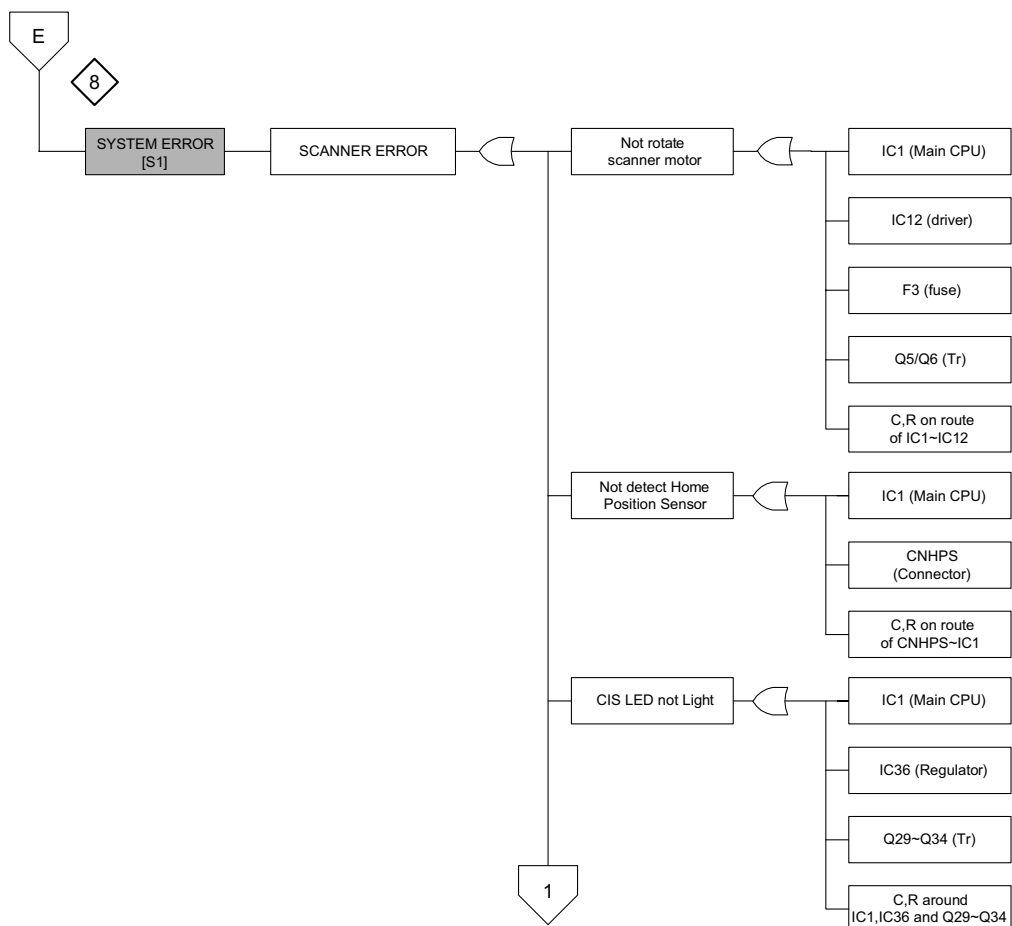 E
8
SYSTEM ERROR
[S1]
SCANNER ERROR
Not rotate
scanner motor
IC1 (Main CPU)
IC12 (driver)
F3 (fuse)
Q5/Q6 (Tr)
C,R on route
of IC1~IC12
Not detect Home
Position Sensor
IC1 (Main CPU)
CNHPS
(Connector)
C,R on route
of CNHPS~IC1
CIS LED not Light
IC1 (Main CPU)
IC36 (Regulator)
Q29~Q34 (Tr)
C,R around
IC1,IC36 and Q29~Q34
1